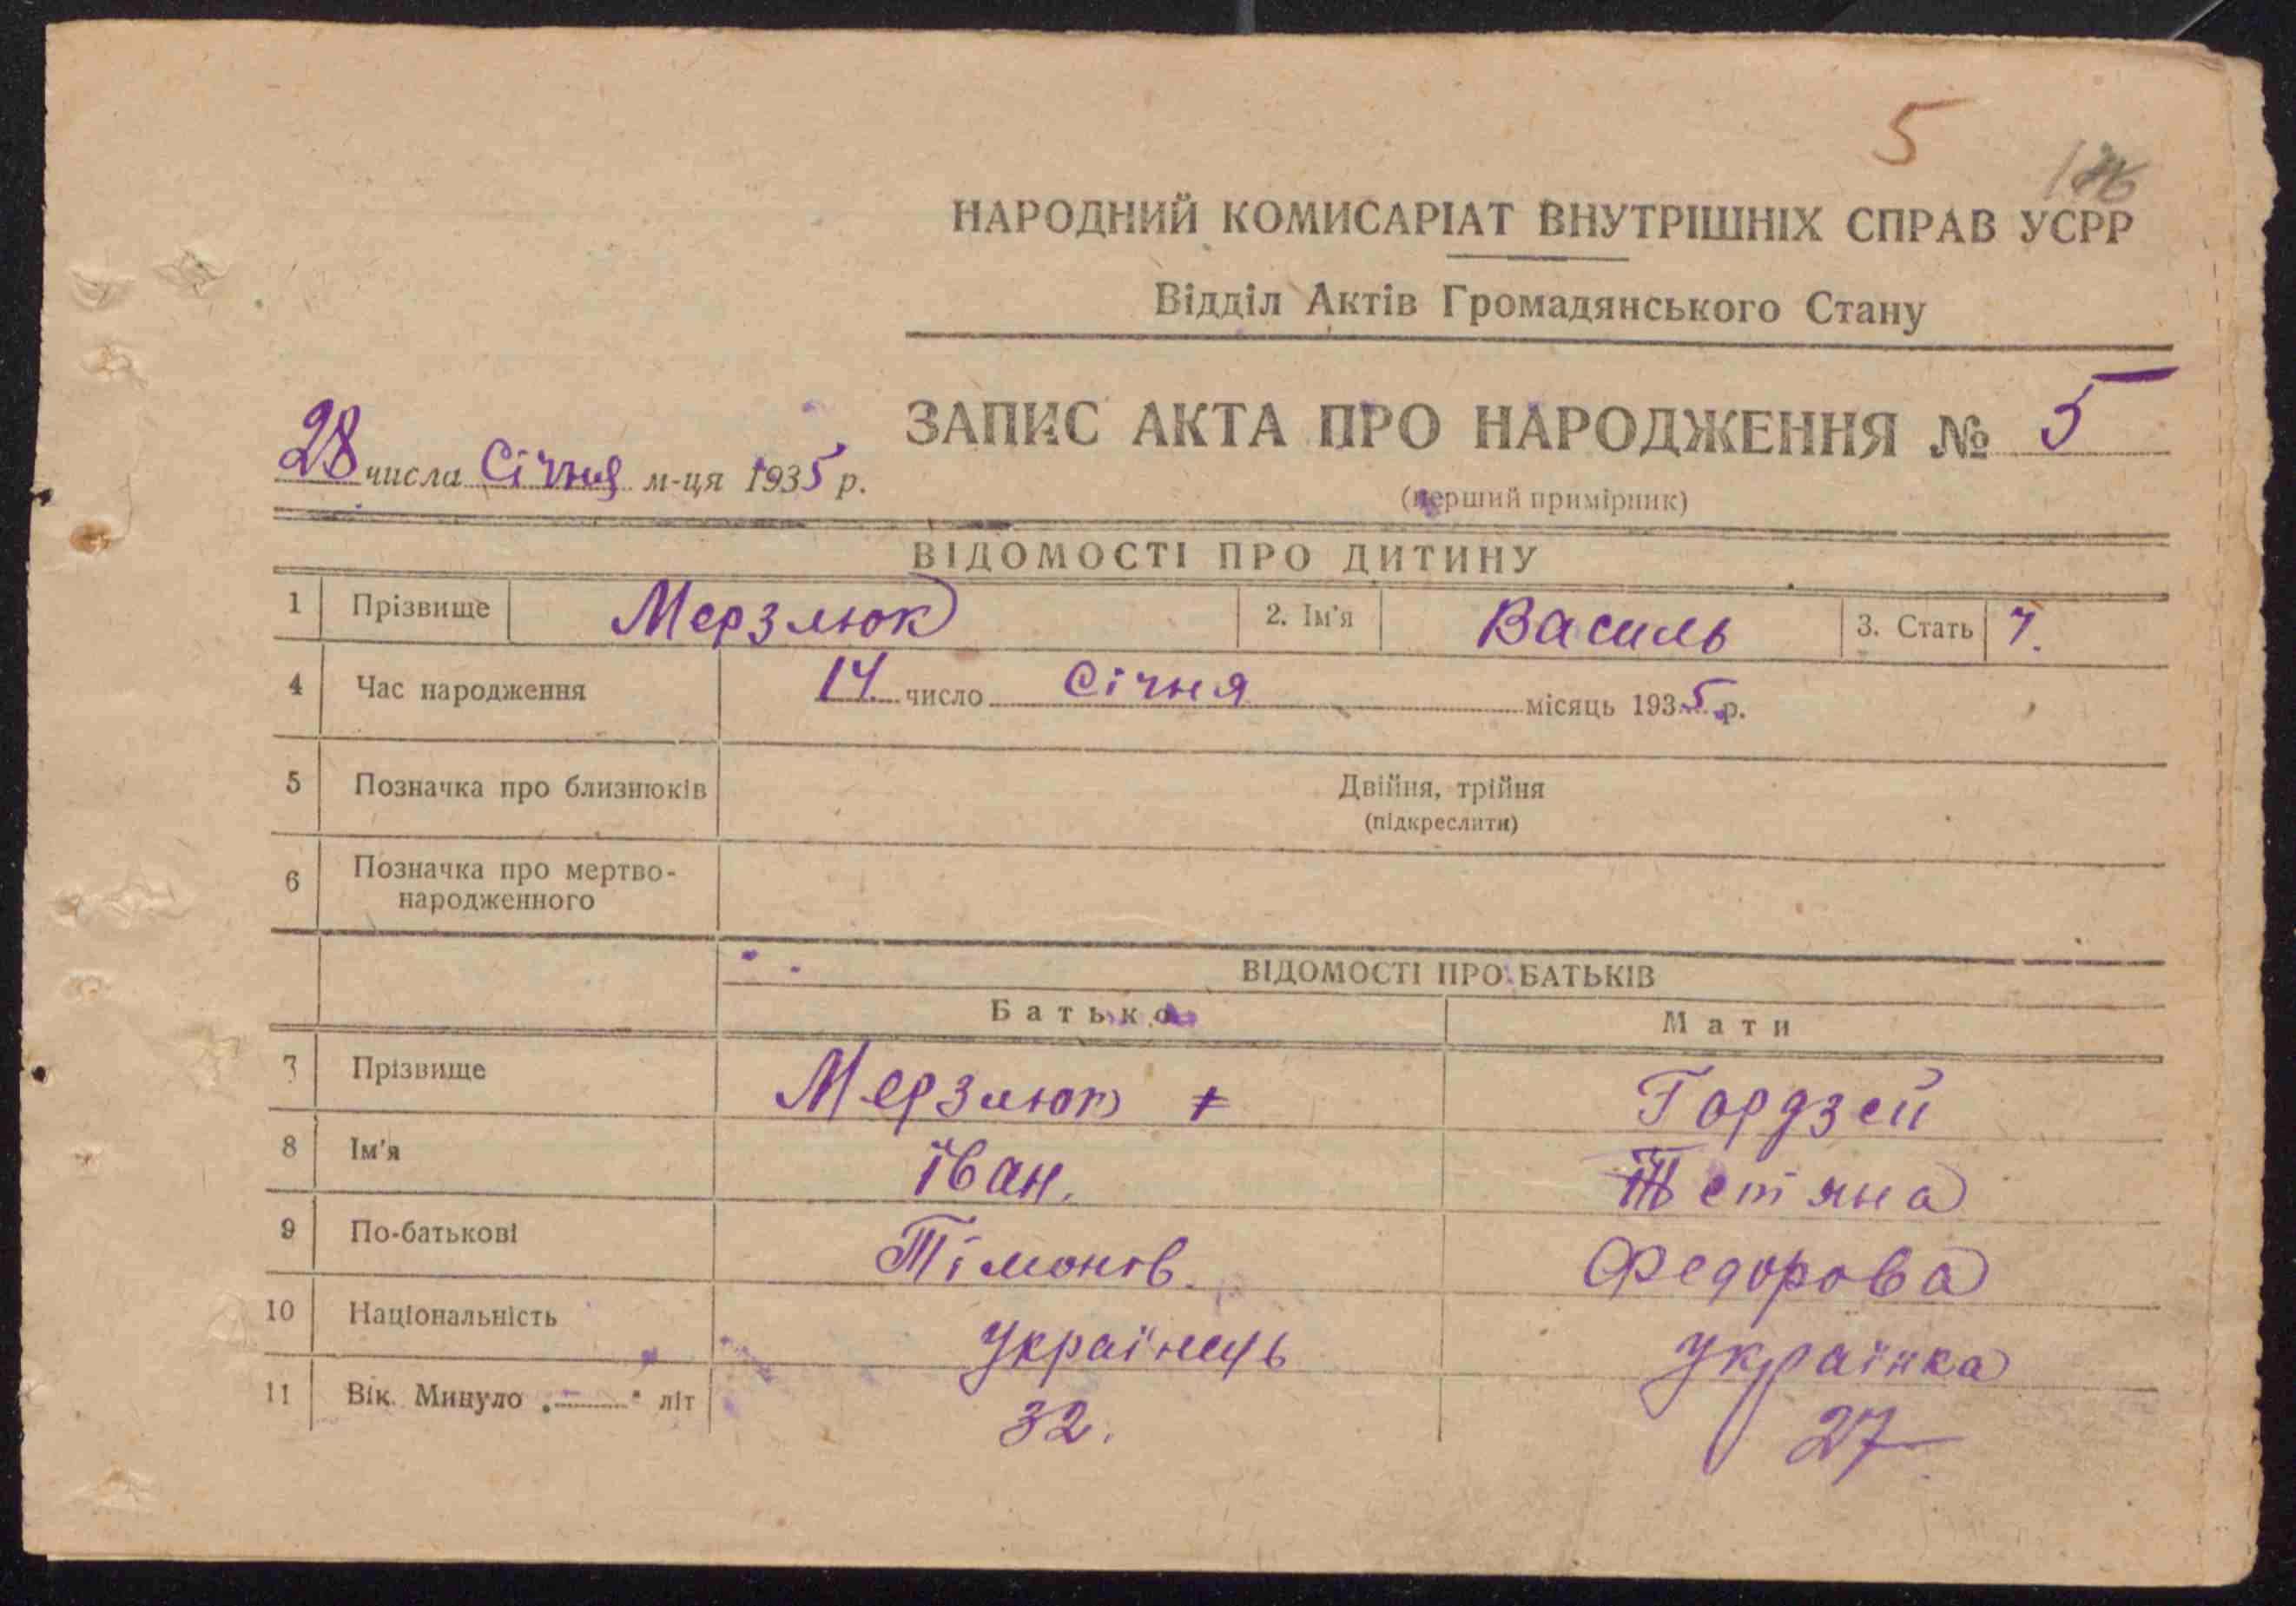 5
176
НАРОДНИЙ КОМИСАРІАТ ВНУТРІШНІХ СПРАВ УСРР
Відділ Актів Громадянського Стану
ЗАПИС АКТА ПРО НАРОДЖЕННЯ № 5
28 числа Січня м-ця 1935 р.
(перший примірник)
ВІДОМОСТІ ПРО ДИТИНУ
1 Прізвище Мерзлюк 2. Ім'я Василь 3. Стать Ч.
4 Час народження 14 число Січня місяць 1935 р.
5 Позначка про близнюків Двійня, трійня
(підкреслити)
6 Позначка про мертво-
народженного
ВІДОМОСТІ ПРО БАТЬКІВ
Батько Мати
7 Прізвище Мерзлюк Гордзей
8 Ім'я Іван. Тетяна
9 По-батькові Тімонів. Федорова
10 Національність Українець Українка
11 Вік. Минуло „ “ літ 32. 27